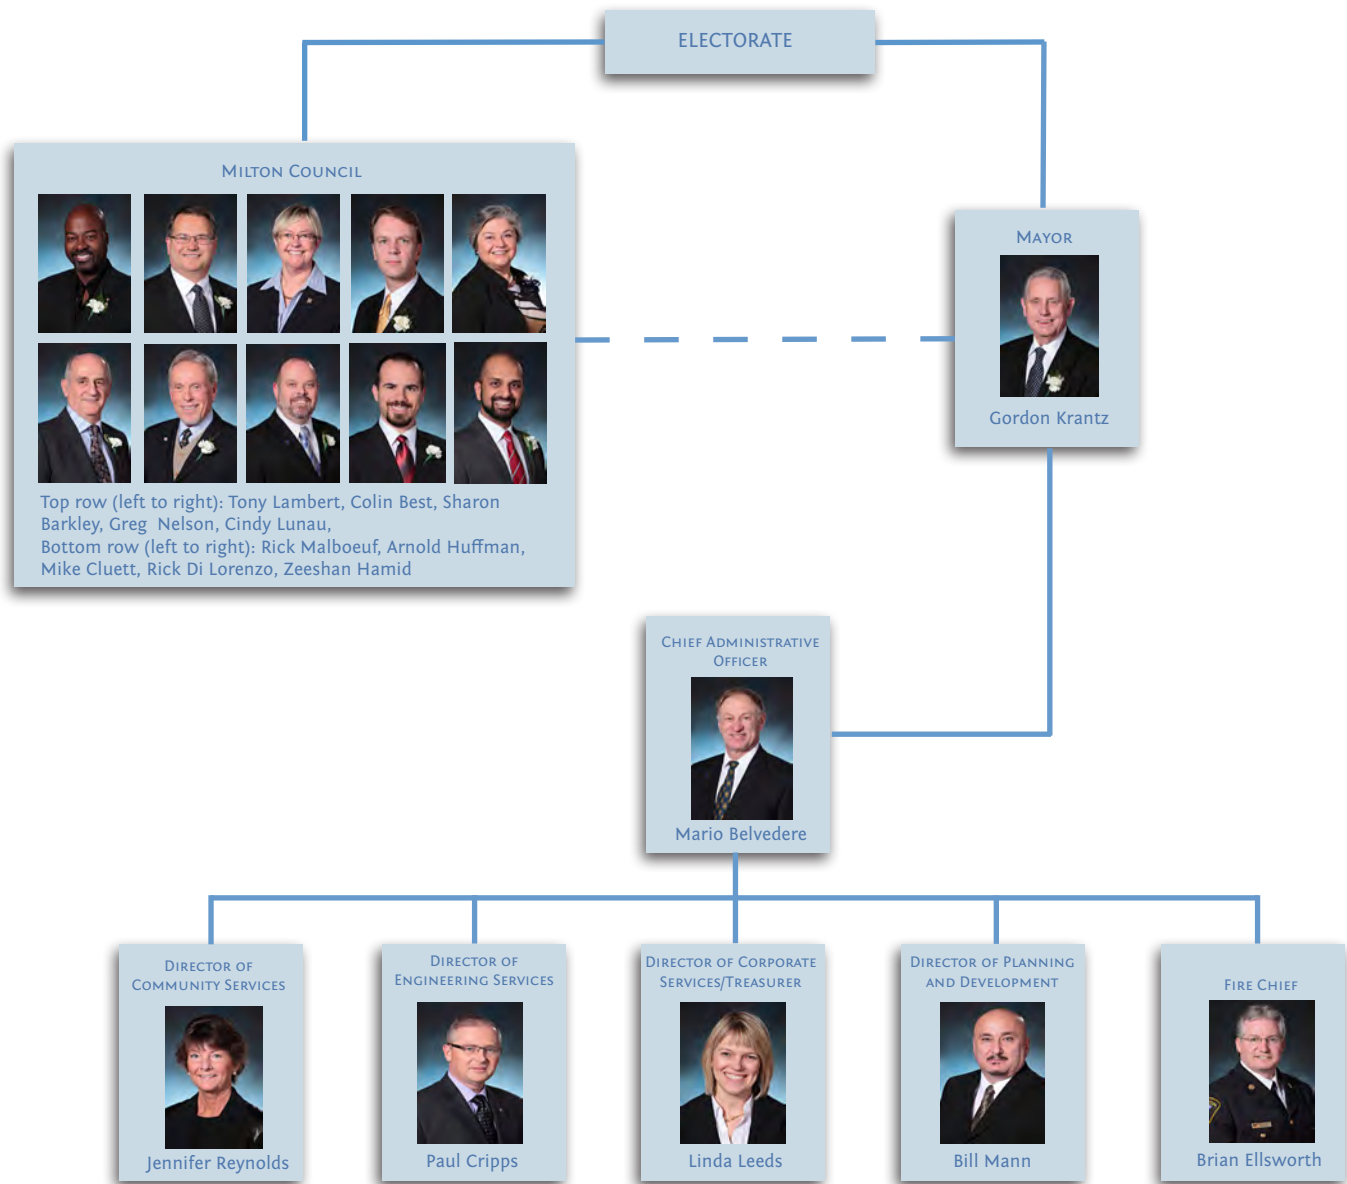 ELECTORATE
Milton Council
Top row (left to right): Tony Lambert, Colin Best, Sharon
Barkley, Greg Nelson, Cindy Lunau,
Bottom row (left to right): Rick Malboeuf, Arnold Huffman,
Mike Cluett, Rick Di Lorenzo, Zeeshan Hamid
Mayor
Gordon Krantz
Chief Administrative
Officer
Mario Belvedere
Director of
Community Services
Jennifer Reynolds
Director of
Engineering Services
Paul Cripps
Director of Corporate
Services/Treasurer
Linda Leeds
Director of Planning
and Development
Bill Mann
Fire Chief
Brian Ellsworth